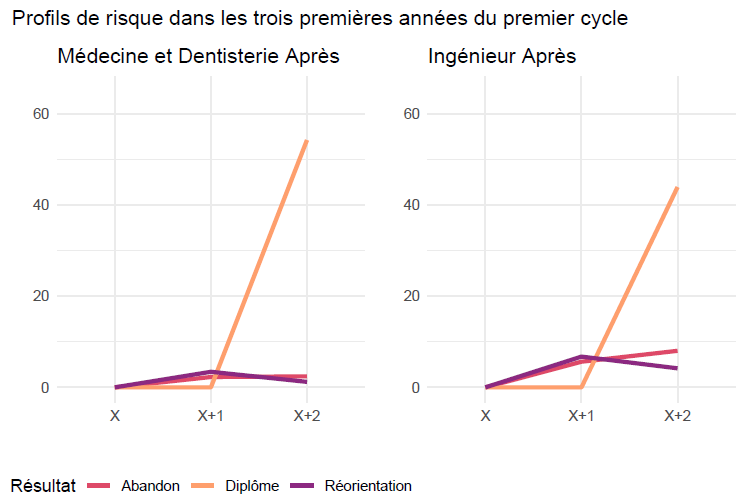 Profils de risque dans les trois premières années du premier cycle
Médecine et Dentisterie Après
60
40
20
0
X
X+1
X+2
Ingénieur Après
60
40
20
0
X
X+1
X+2
Résultat
Abandon
Diplôme
Réorientation